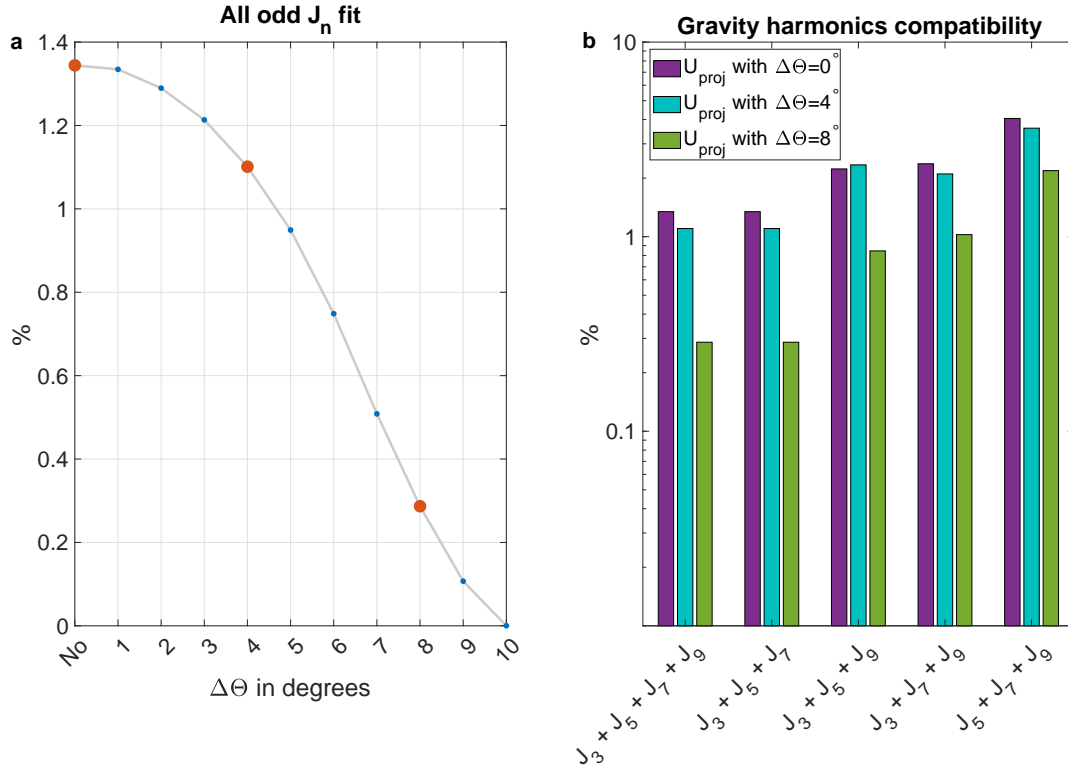 All odd J_n fit
a
1.4
1.2
1
0.8
0.6
0.4
0.2
0
%
No
1
2
3
4
5
6
7
8
9
10
ΔΘ in degrees
Gravity harmonics compatibility
b
U_proj with ΔΘ=0°
U_proj with ΔΘ=4°
U_proj with ΔΘ=8°
10
1
0.1
%
J_3 + J_5 + J_7 + J_9
J_3 + J_5 + J_7
J_3 + J_5 + J_9
J_3 + J_7 + J_9
J_5 + J_7 + J_9